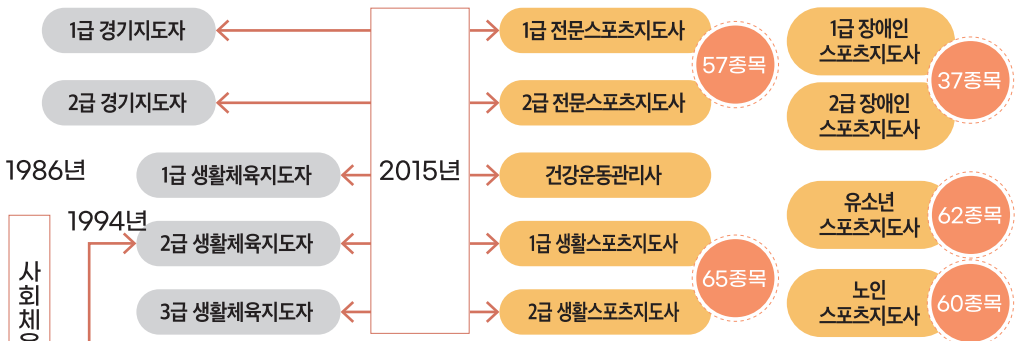 1급 경기지도자
2급 경기지도자
1986년
1994년
1급 생활체육지도자
2급 생활체육지도자
3급 생활체육지도자
2015년
1급 전문스포츠지도사
2급 전문스포츠지도사
57종목
건강운동관리사
1급 생활스포츠지도사
2급 생활스포츠지도사
65종목
1급 장애인
스포츠지도사
2급 장애인
스포츠지도사
37종목
유소년
스포츠지도사
62종목
노인
스포츠지도사
60종목
사회체